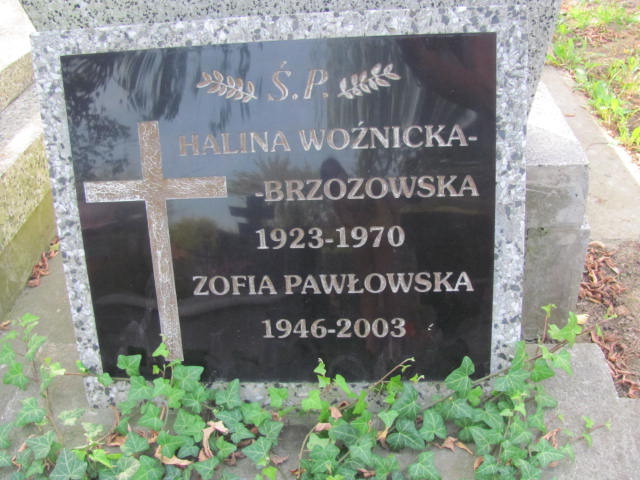 Ś.P.
HALINA WOŹNICKA-
-BRZOZOWSKA
1923-1970
ZOFIA PAWŁOWSKA
1946-2003